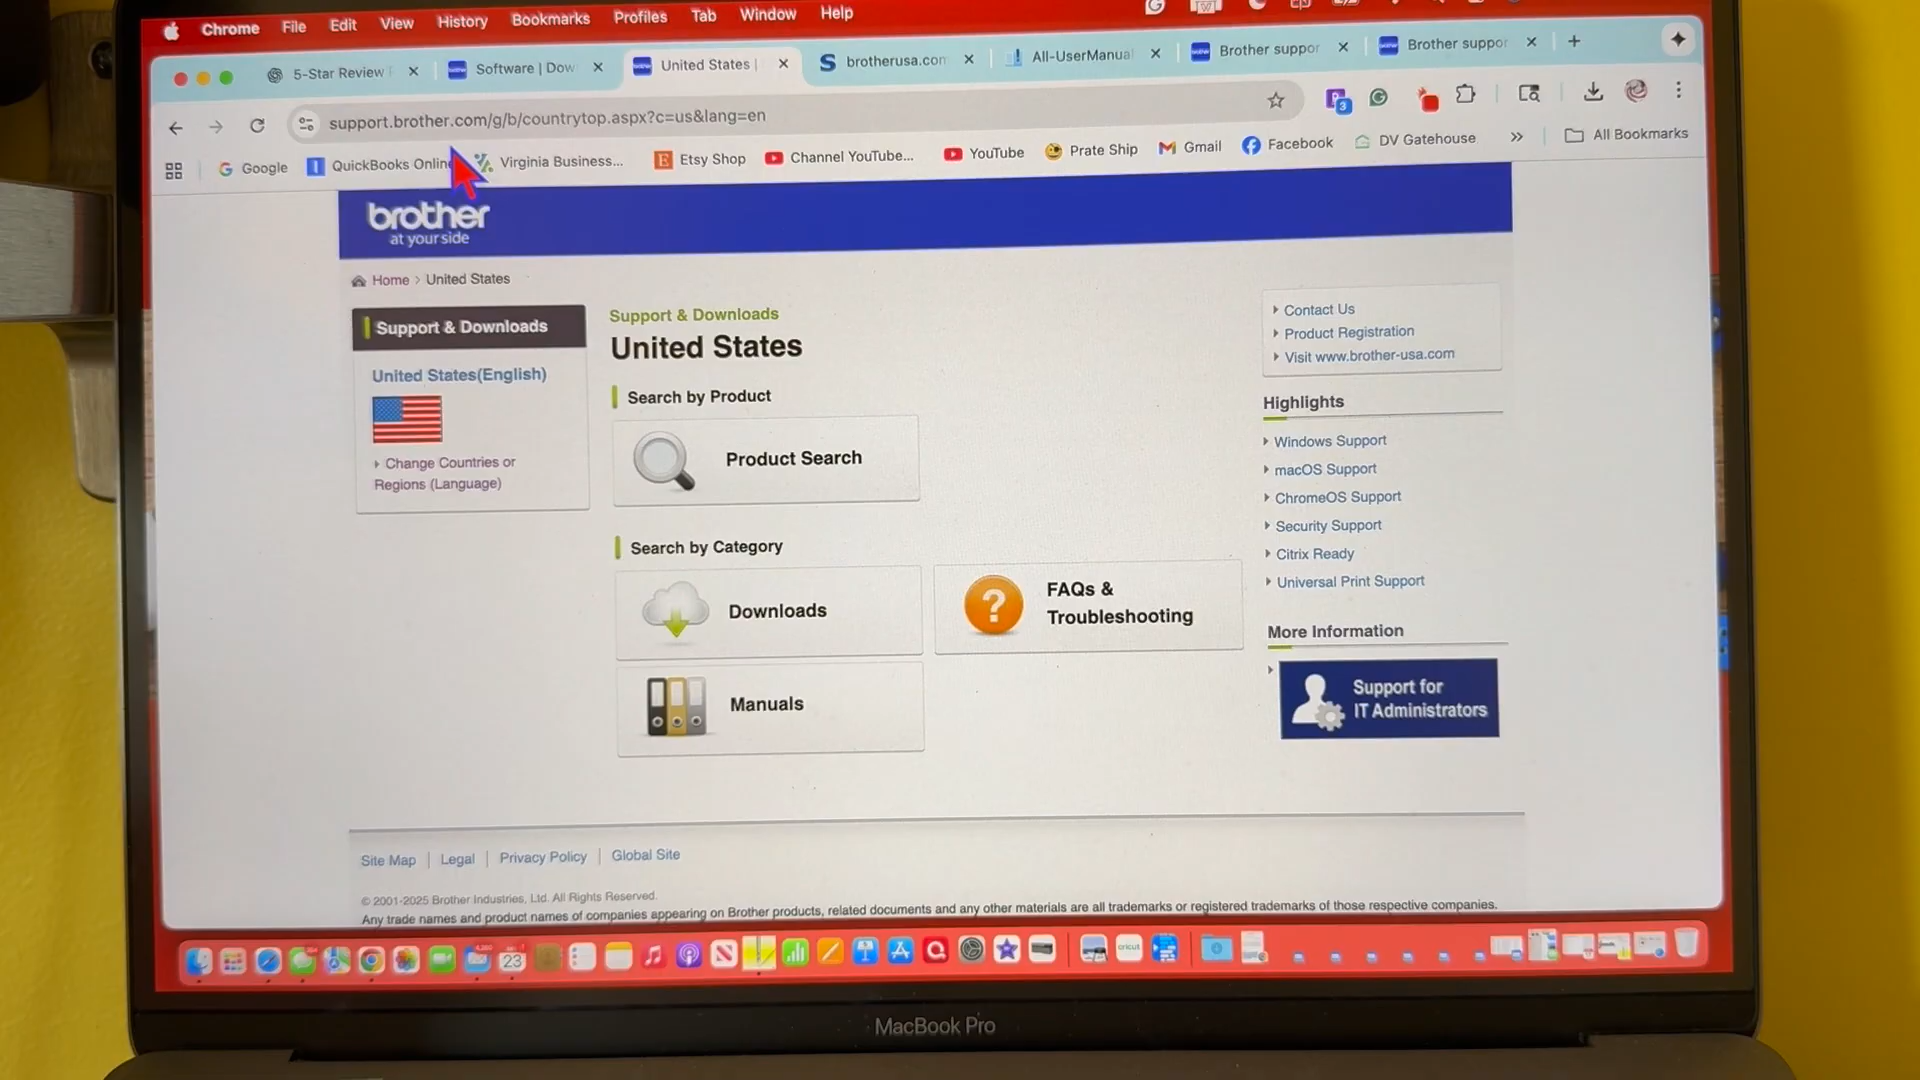 Chrome File Edit View History Bookmarks Profiles Tab Window Help
5-Star Review
Software | Dow
United States |
brotherusa.con
All-UserManua
Brother suppor
Brother suppor
support.brother.com/g/b/countrytop.aspx?c=us&lang=en
3
Google
QuickBooks Onlin
Virginia Business...
Etsy Shop
Channel YouTube...
YouTube
Prate Ship
Gmail
Facebook
DV Gatehouse
All Bookmarks
brother
at your side
Home > United States
Support & Downloads
United States(English)
Change Countries or
Regions (Language)
Support & Downloads
United States
Search by Product
Product Search
Search by Category
Downloads
FAQs &
Troubleshooting
Manuals
Contact Us
Product Registration
Visit www.brother-usa.com
Highlights
Windows Support
macOS Support
ChromeOS Support
Security Support
Citrix Ready
Universal Print Support
More Information
Support for
IT Administrators
Site Map | Legal | Privacy Policy | Global Site
© 2001-2025 Brother Industries, Ltd. All Rights Reserved.
Any trade names and product names of companies appearing on Brother products, related documents and any other materials are all trademarks or registered trademarks of those respective companies.
23
cricut
MacBook Pro